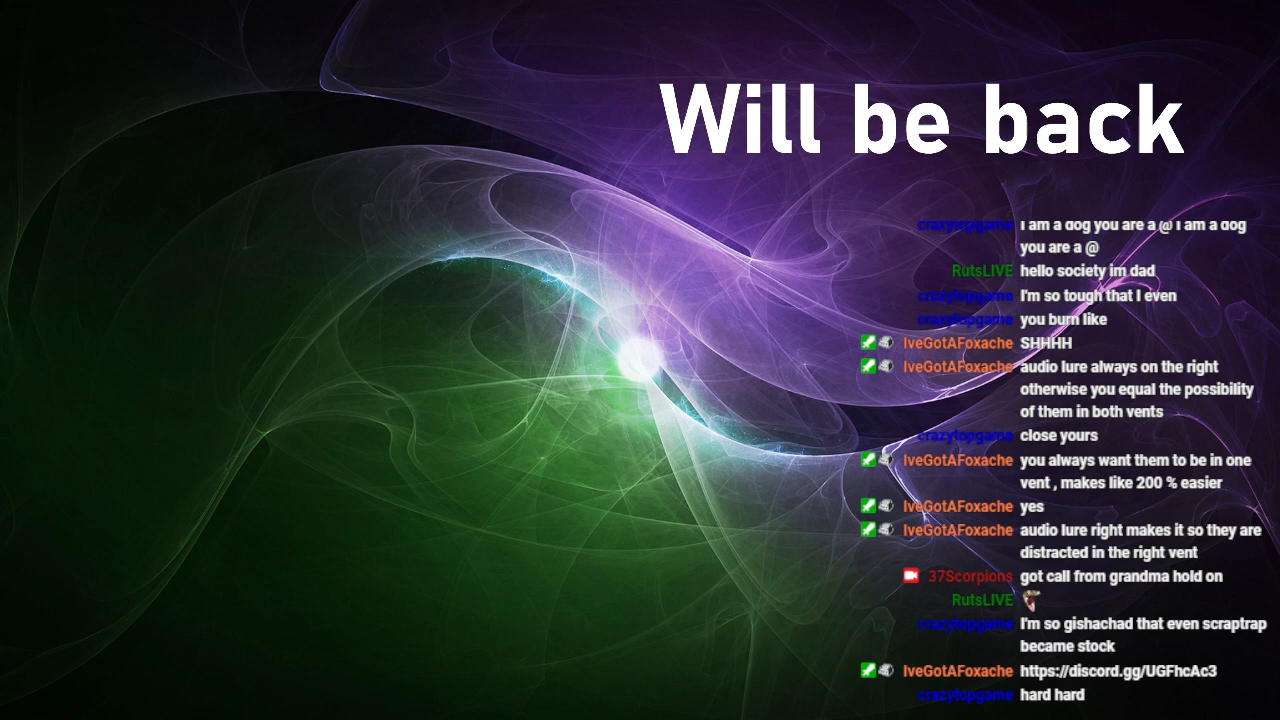 Will be back
crazytopgame I am a dog you are a @ I am a dog
you are a @
RutsLIVE hello society im dad
crazytopgame I'm so tough that I even
crazytopgame you burn like
IveGotAFoxache SHHHH
IveGotAFoxache audio lure always on the right
otherwise you equal the possibility
of them in both vents
crazytopgame close yours
IveGotAFoxache you always want them to be in one
vent , makes like 200 % easier
IveGotAFoxache yes
IveGotAFoxache audio lure right makes it so they are
distracted in the right vent
37Scorpions got call from grandma hold on
RutsLIVE
crazytopgame I'm so gishachad that even scraptrap
became stock
IveGotAFoxache https://discord.gg/UGFhcAc3
crazytopgame hard hard